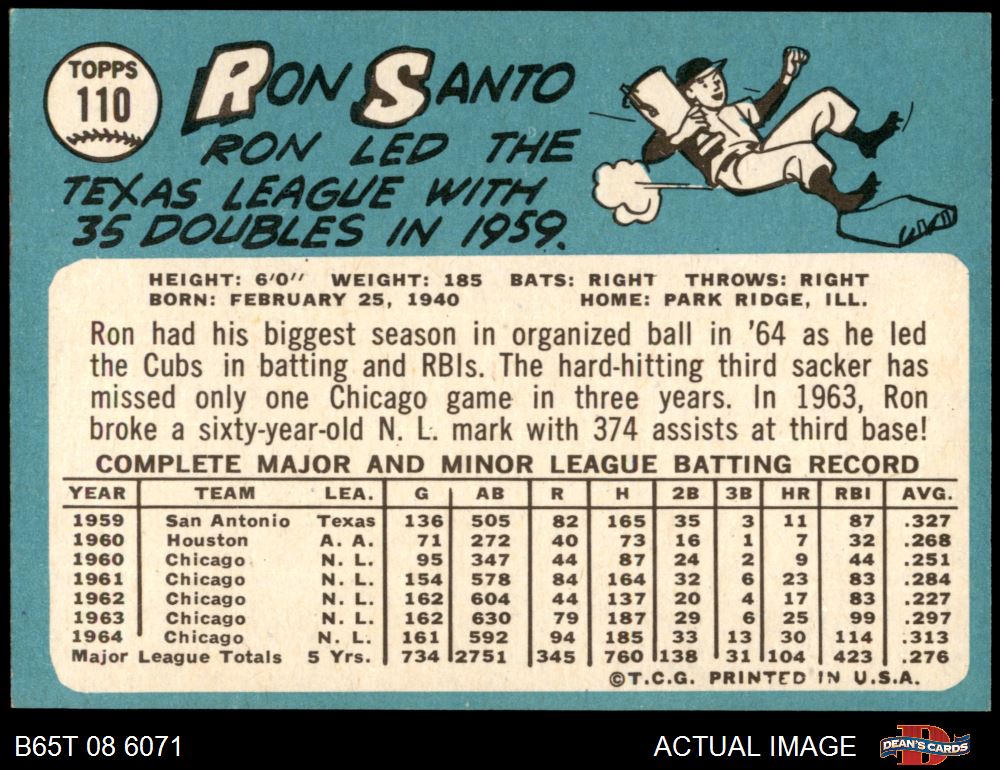 TOPPS
110
RON SANTO
RON LED THE
TEXAS LEAGUE WITH
35 DOUBLES IN 1959.
HEIGHT: 6'0" WEIGHT: 185 BATS: RIGHT THROWS: RIGHT
BORN: FEBRUARY 25, 1940 HOME: PARK RIDGE, ILL.
Ron had his biggest season in organized ball in '64 as he led
the Cubs in batting and RBIs. The hard-hitting third sacker has
missed only one Chicago game in three years. In 1963, Ron
broke a sixty-year-old N. L. mark with 374 assists at third base!
COMPLETE MAJOR AND MINOR LEAGUE BATTING RECORD
YEAR TEAM LEA. G AB R H 2B 3B HR RBI AVG.
1959 San Antonio Texas 136 505 82 165 35 3 11 87 .327
1960 Houston A. A. 71 272 40 73 16 1 7 32 .268
1960 Chicago N. L. 95 347 44 87 24 2 9 44 .251
1961 Chicago N. L. 154 578 84 164 32 6 23 83 .284
1962 Chicago N. L. 162 604 44 137 20 4 17 83 .227
1963 Chicago N. L. 162 630 79 187 29 6 25 99 .297
1964 Chicago N. L. 161 592 94 185 33 13 30 114 .313
Major League Totals 5 Yrs. 734 2751 345 760 138 31 104 423 .276
©T.C.G. PRINTED IN U.S.A.
B65T 08 6071 ACTUAL IMAGE DEAN'S CARDS